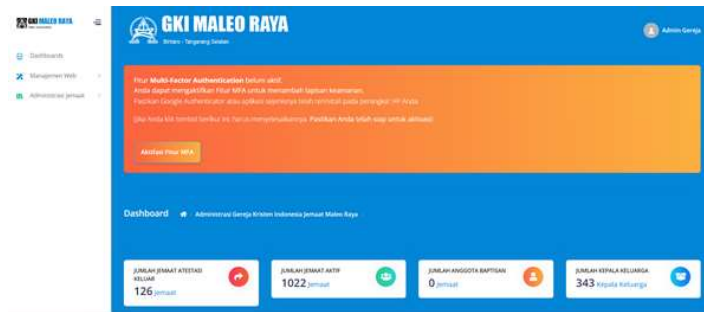 GKI MALEO RAYA
GKI MALEO RAYA
Bintaro - Tangerang Selatan
Admin Gereja
Dashboards
Manajemen Web
Administrasi Jemaat
Fitur Multi-Factor Authentication belum aktif.
Anda dapat mengaktifkan Fitur MFA untuk menambah lapisan keamanan.
Pastikan Google Authenticator atau aplikasi sejenisnya telah terinstall pada perangkat HP Anda
Jika Anda klik tombol berikut ini harus menyelesaikannya. Pastikan Anda telah siap untuk aktivasi!
Aktifasi Fitur MFA
Dashboard
Administrasi Gereja Kristen Indonesia Jemaat Maleo Raya
JUMLAH JEMAAT ATESTASI
KELUAR
126 Jemaat
JUMLAH JEMAAT AKTIF
1022 Jemaat
JUMLAH ANGGOTA BAPTISAN
0 Jemaat
JUMLAH KEPALA KELUARGA
343 Kepala Keluarga